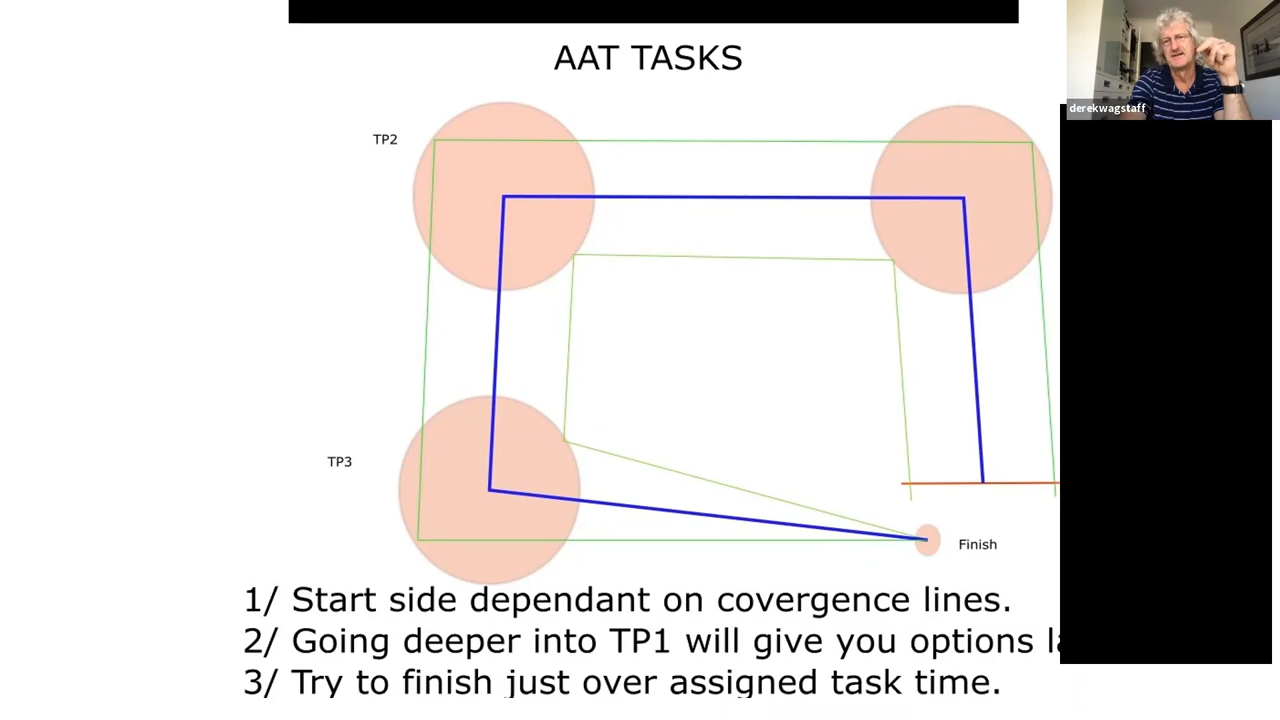 AAT TASKS
derekwagstaff
TP2
TP3
Finish
1/ Start side dependant on covergence lines.
2/ Going deeper into TP1 will give you options
3/ Try to finish just over assigned task time.